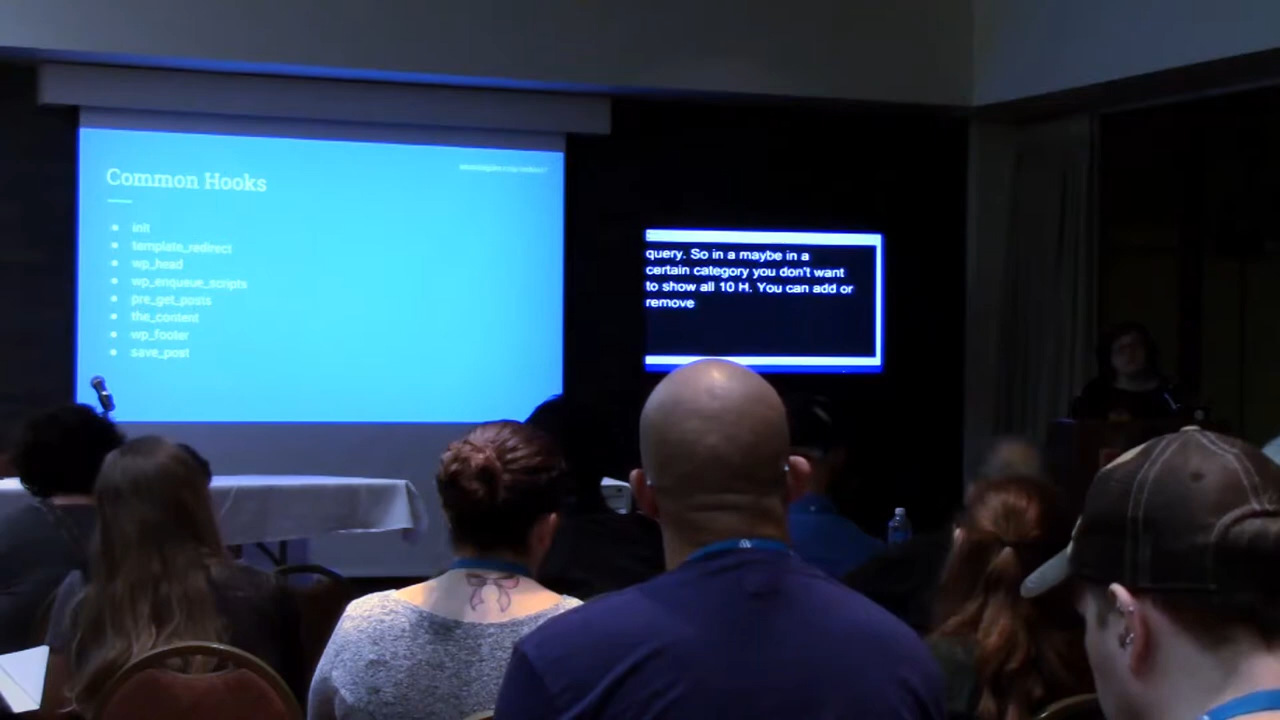 Common Hooks
init
template_redirect
wp_head
wp_enqueue_scripts
pre_get_posts
the_content
wp_footer
save_post
query. So in a maybe in a
certain category you don't want
to show all 10 H. You can add or
remove